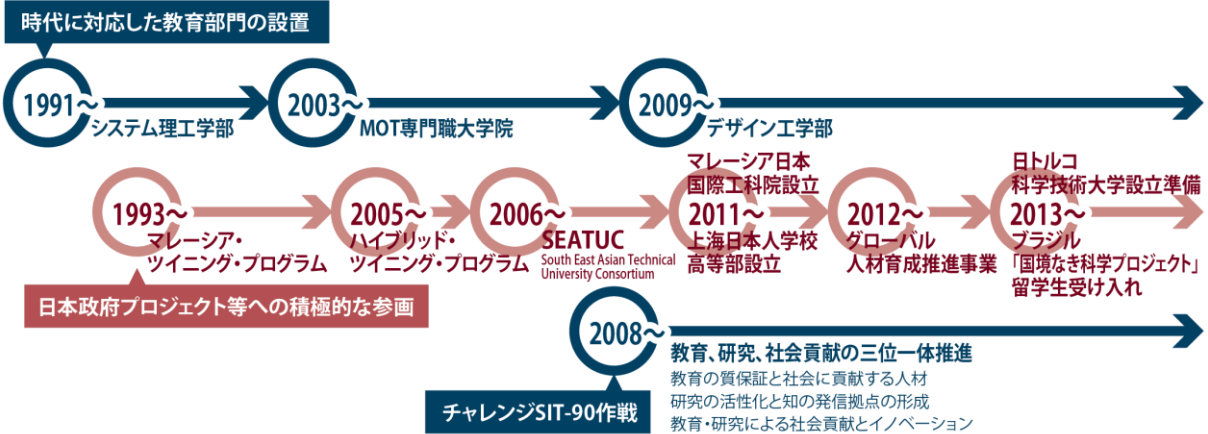 時代に対応した教育部門の設置
1991〜
システム理工学部
2003〜
MOT専門職大学院
2009〜
デザイン工学部
1993〜
マレーシア・
ツイニング・プログラム
2005〜
ハイブリッド・
ツイニング・プログラム
2006〜
SEATUC
South East Asian Technical
University Consortium
マレーシア日本
国際工科院設立
2011〜
上海日本人学校
高等部設立
2012〜
グローバル
人材育成推進事業
日トルコ
科学技術大学設立準備
2013〜
ブラジル
「国境なき科学プロジェクト」
留学生受け入れ
日本政府プロジェクト等への積極的な参画
2008〜
教育、研究、社会貢献の三位一体推進
教育の質保証と社会に貢献する人材
研究の活性化と知の発信拠点の形成
教育・研究による社会貢献とイノベーション
チャレンジSIT-90作戦